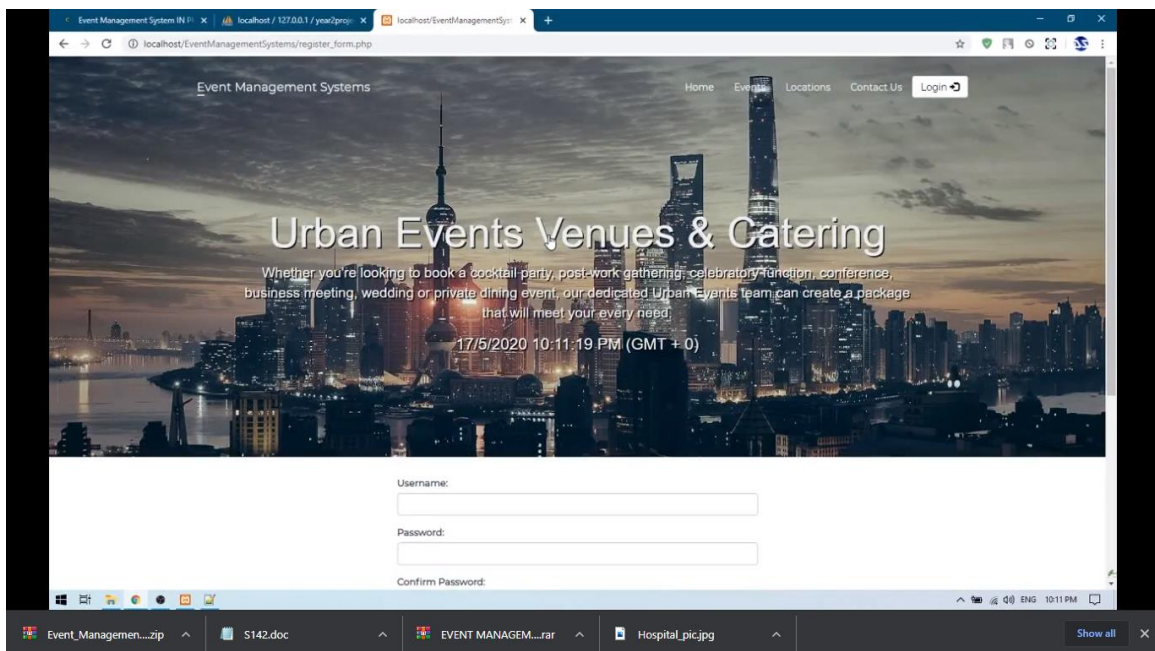 Event Management System IN P
localhost / 127.0.0.1 / year2proje
localhost/EventManagementSyst
localhost/EventManagementSystems/register_form.php
Event Management Systems
Home Events Locations Contact Us Login
Urban Events Venues & Catering
Whether you're looking to book a cocktail party, post-work gathering, celebratory function, conference,
business meeting, wedding or private dining event, our dedicated Urban Events team can create a package
that will meet your every need
17/5/2020 10:11:19 PM (GMT + 0)
Username:
Password:
Confirm Password:
ENG 10:11 PM
Event_Managemen....zip
S142.doc
EVENT MANAGEM....rar
Hospital_pic.jpg
Show all